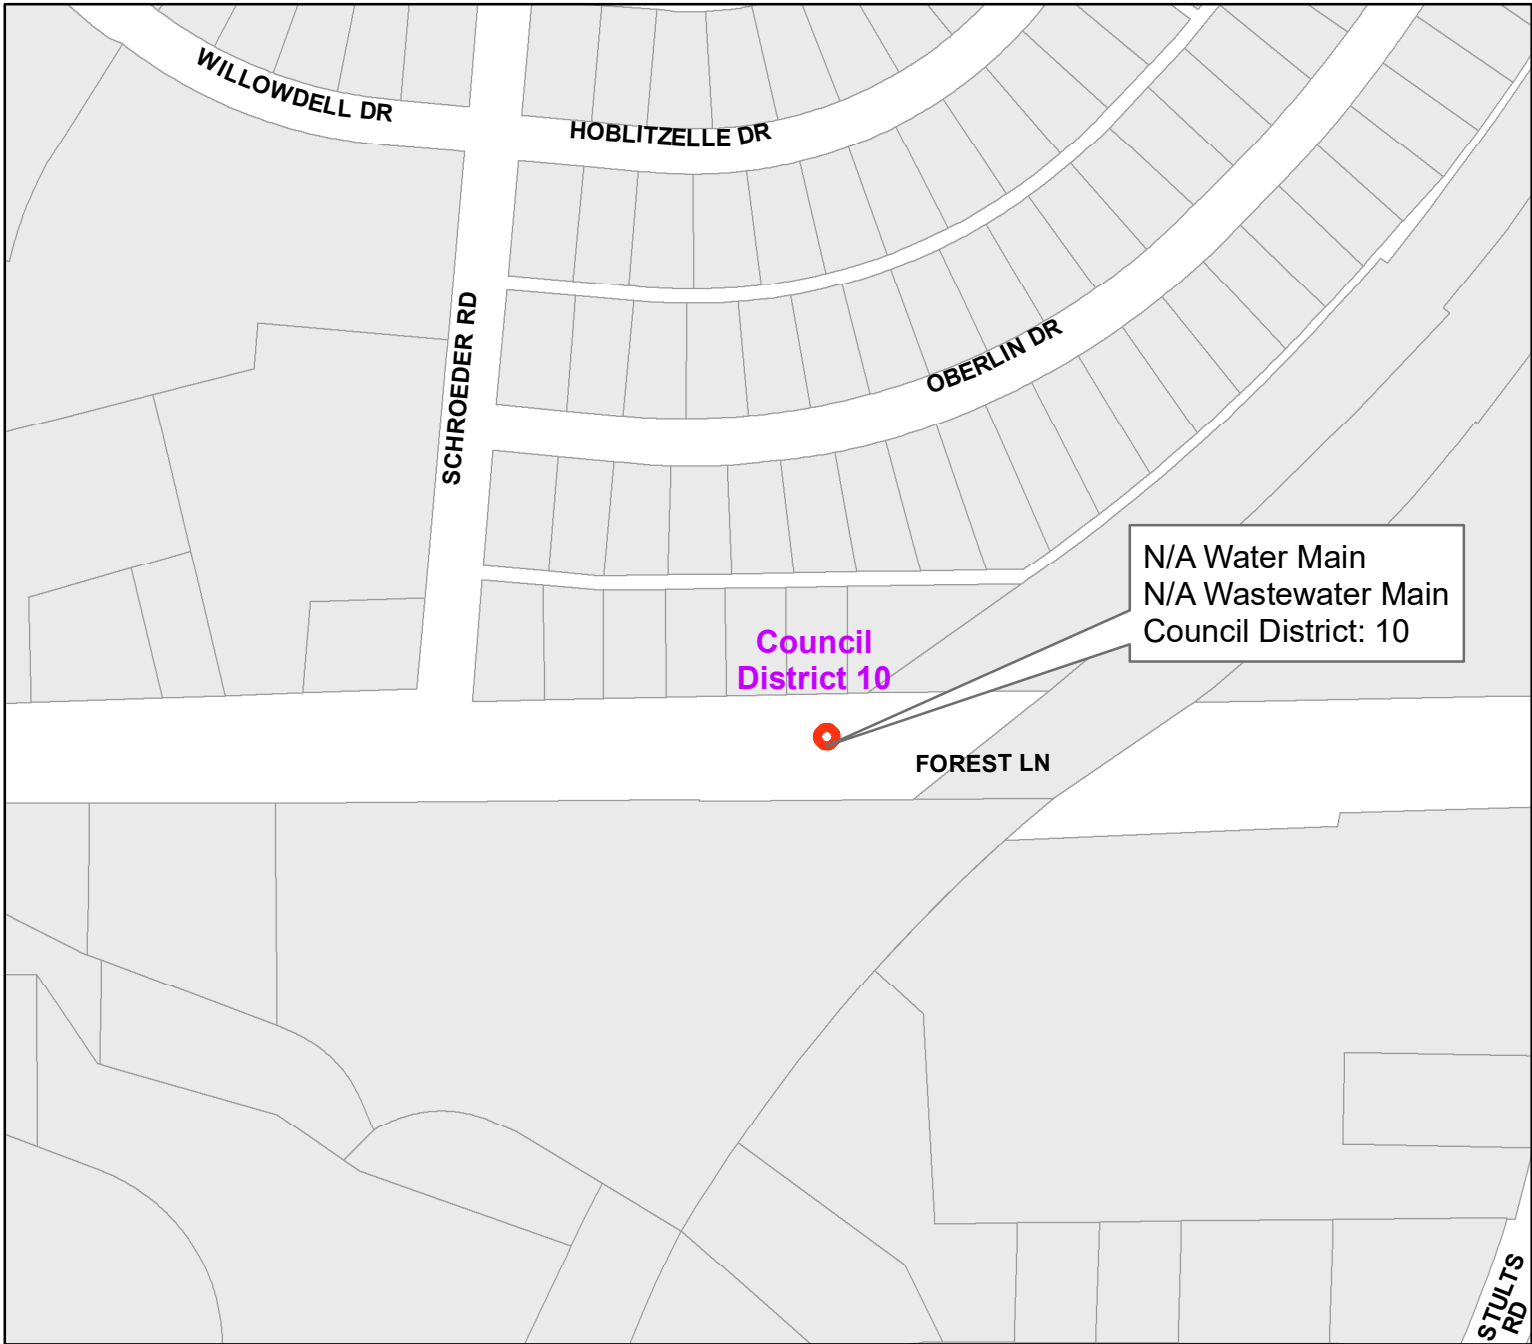 WILLOWDELL DR
HOBLITZELLE DR
SCHROEDER RD
OBERLIN DR
N/A Water Main
N/A Wastewater Main
Council District: 10
Council
District 10
FOREST LN
STULTS
RD